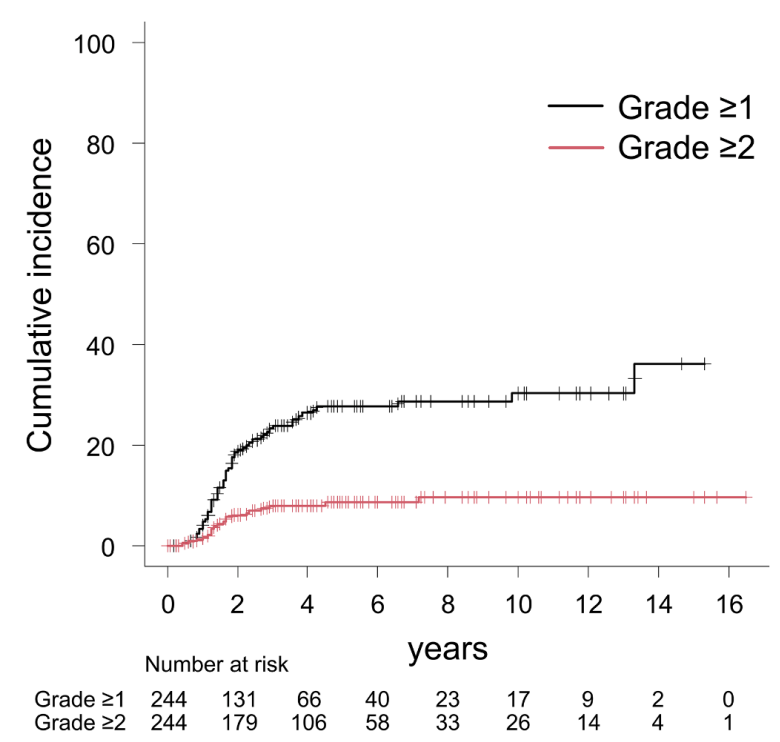 100
80
60
40
20
0
Cumulative incidence
Grade ≥1
Grade ≥2
0 2 4 6 8 10 12 14 16
years
Number at risk
Grade ≥1 244 131 66 40 23 17 9 2 0
Grade ≥2 244 179 106 58 33 26 14 4 1